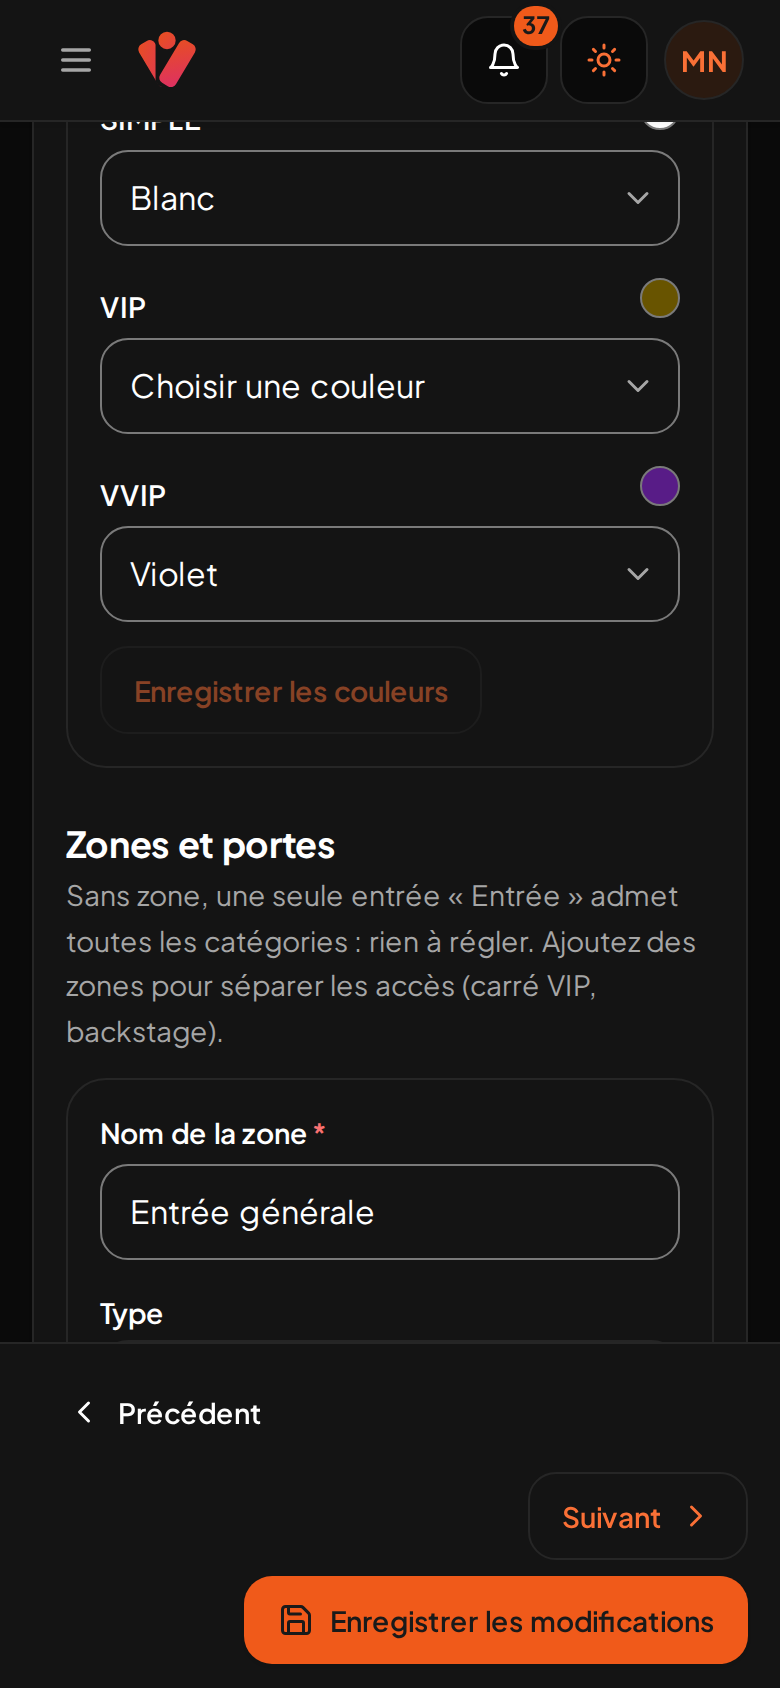 37
MN
SIMPLE
Blanc
VIP
Choisir une couleur
VVIP
Violet
Enregistrer les couleurs
Zones et portes
Sans zone, une seule entrée « Entrée » admet
toutes les catégories : rien à régler. Ajoutez des
zones pour séparer les accès (carré VIP,
backstage).
Nom de la zone *
Entrée générale
Type
Précédent
Suivant
Enregistrer les modifications